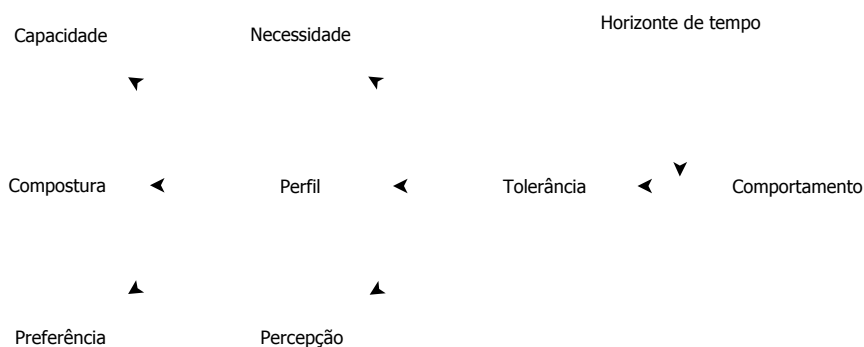 Capacidade
Necessidade
Horizonte de tempo
Compostura
Perfil
Tolerância
Comportamento
Preferência
Percepção